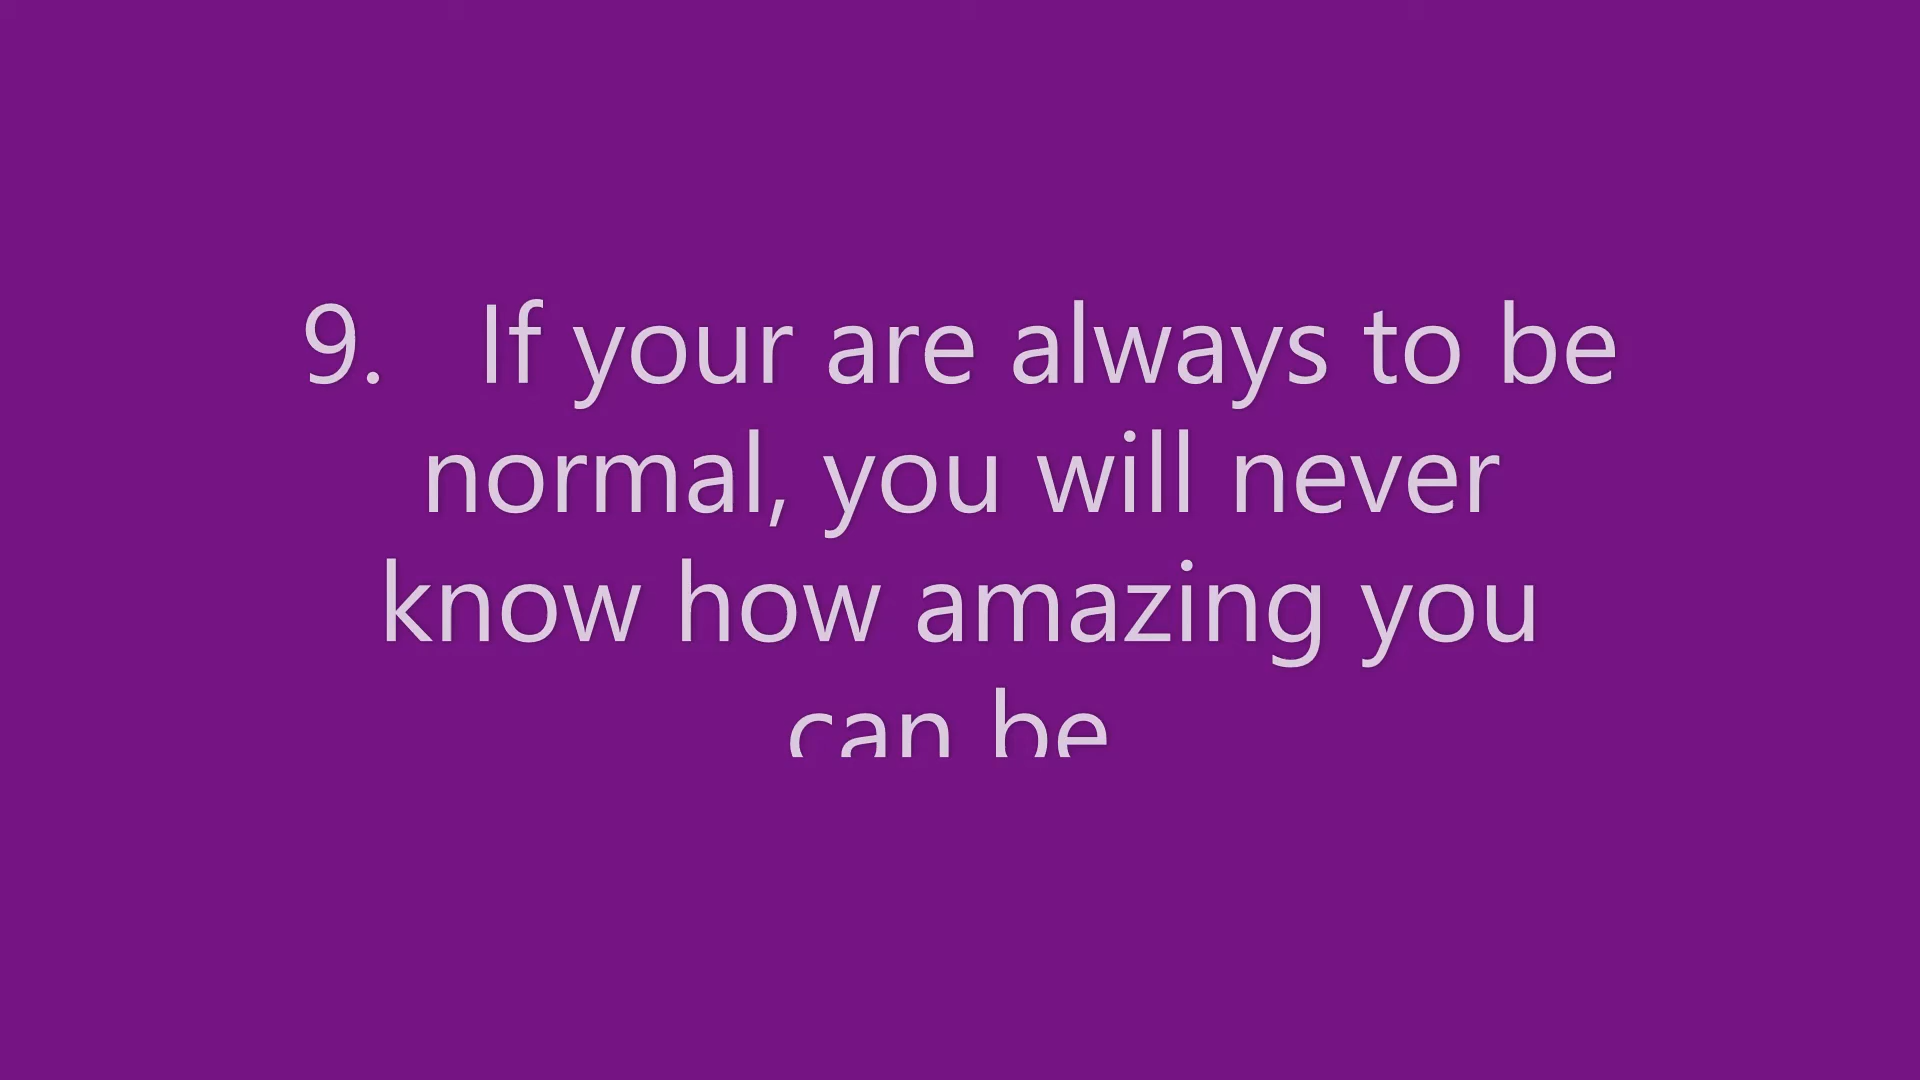 9. If your are always to be
normal, you will never
know how amazing you
can be